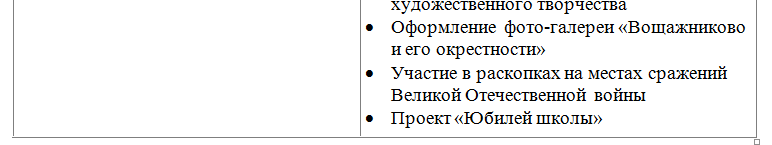 художественного творчества
• Оформление фото-галереи «Вощажниково
и его окрестности»
• Участие в раскопках на местах сражений
Великой Отечественной войны
• Проект «Юбилей школы»